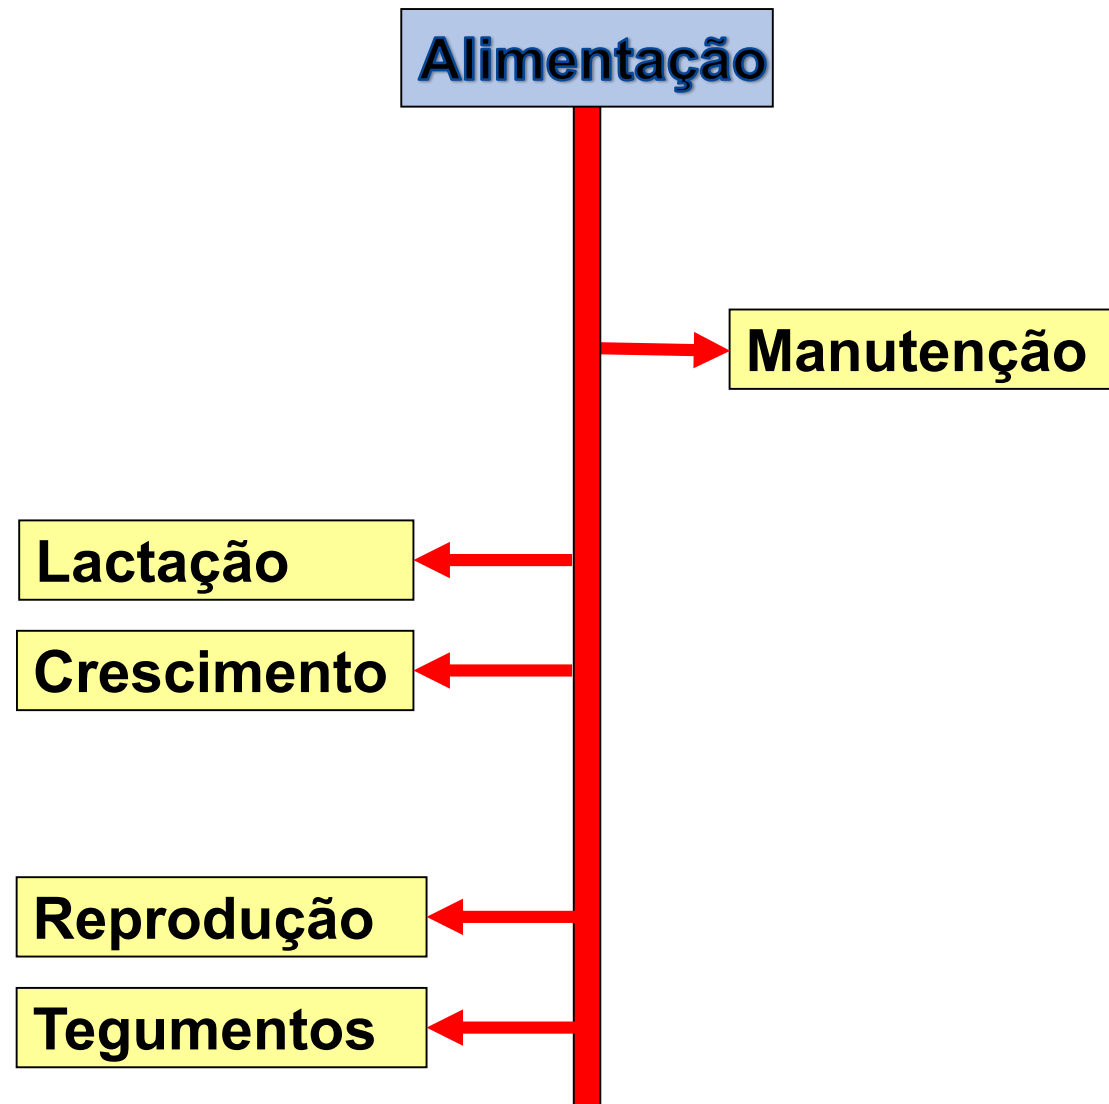 Alimentação
Manutenção
Lactação
Crescimento
Reprodução
Tegumentos